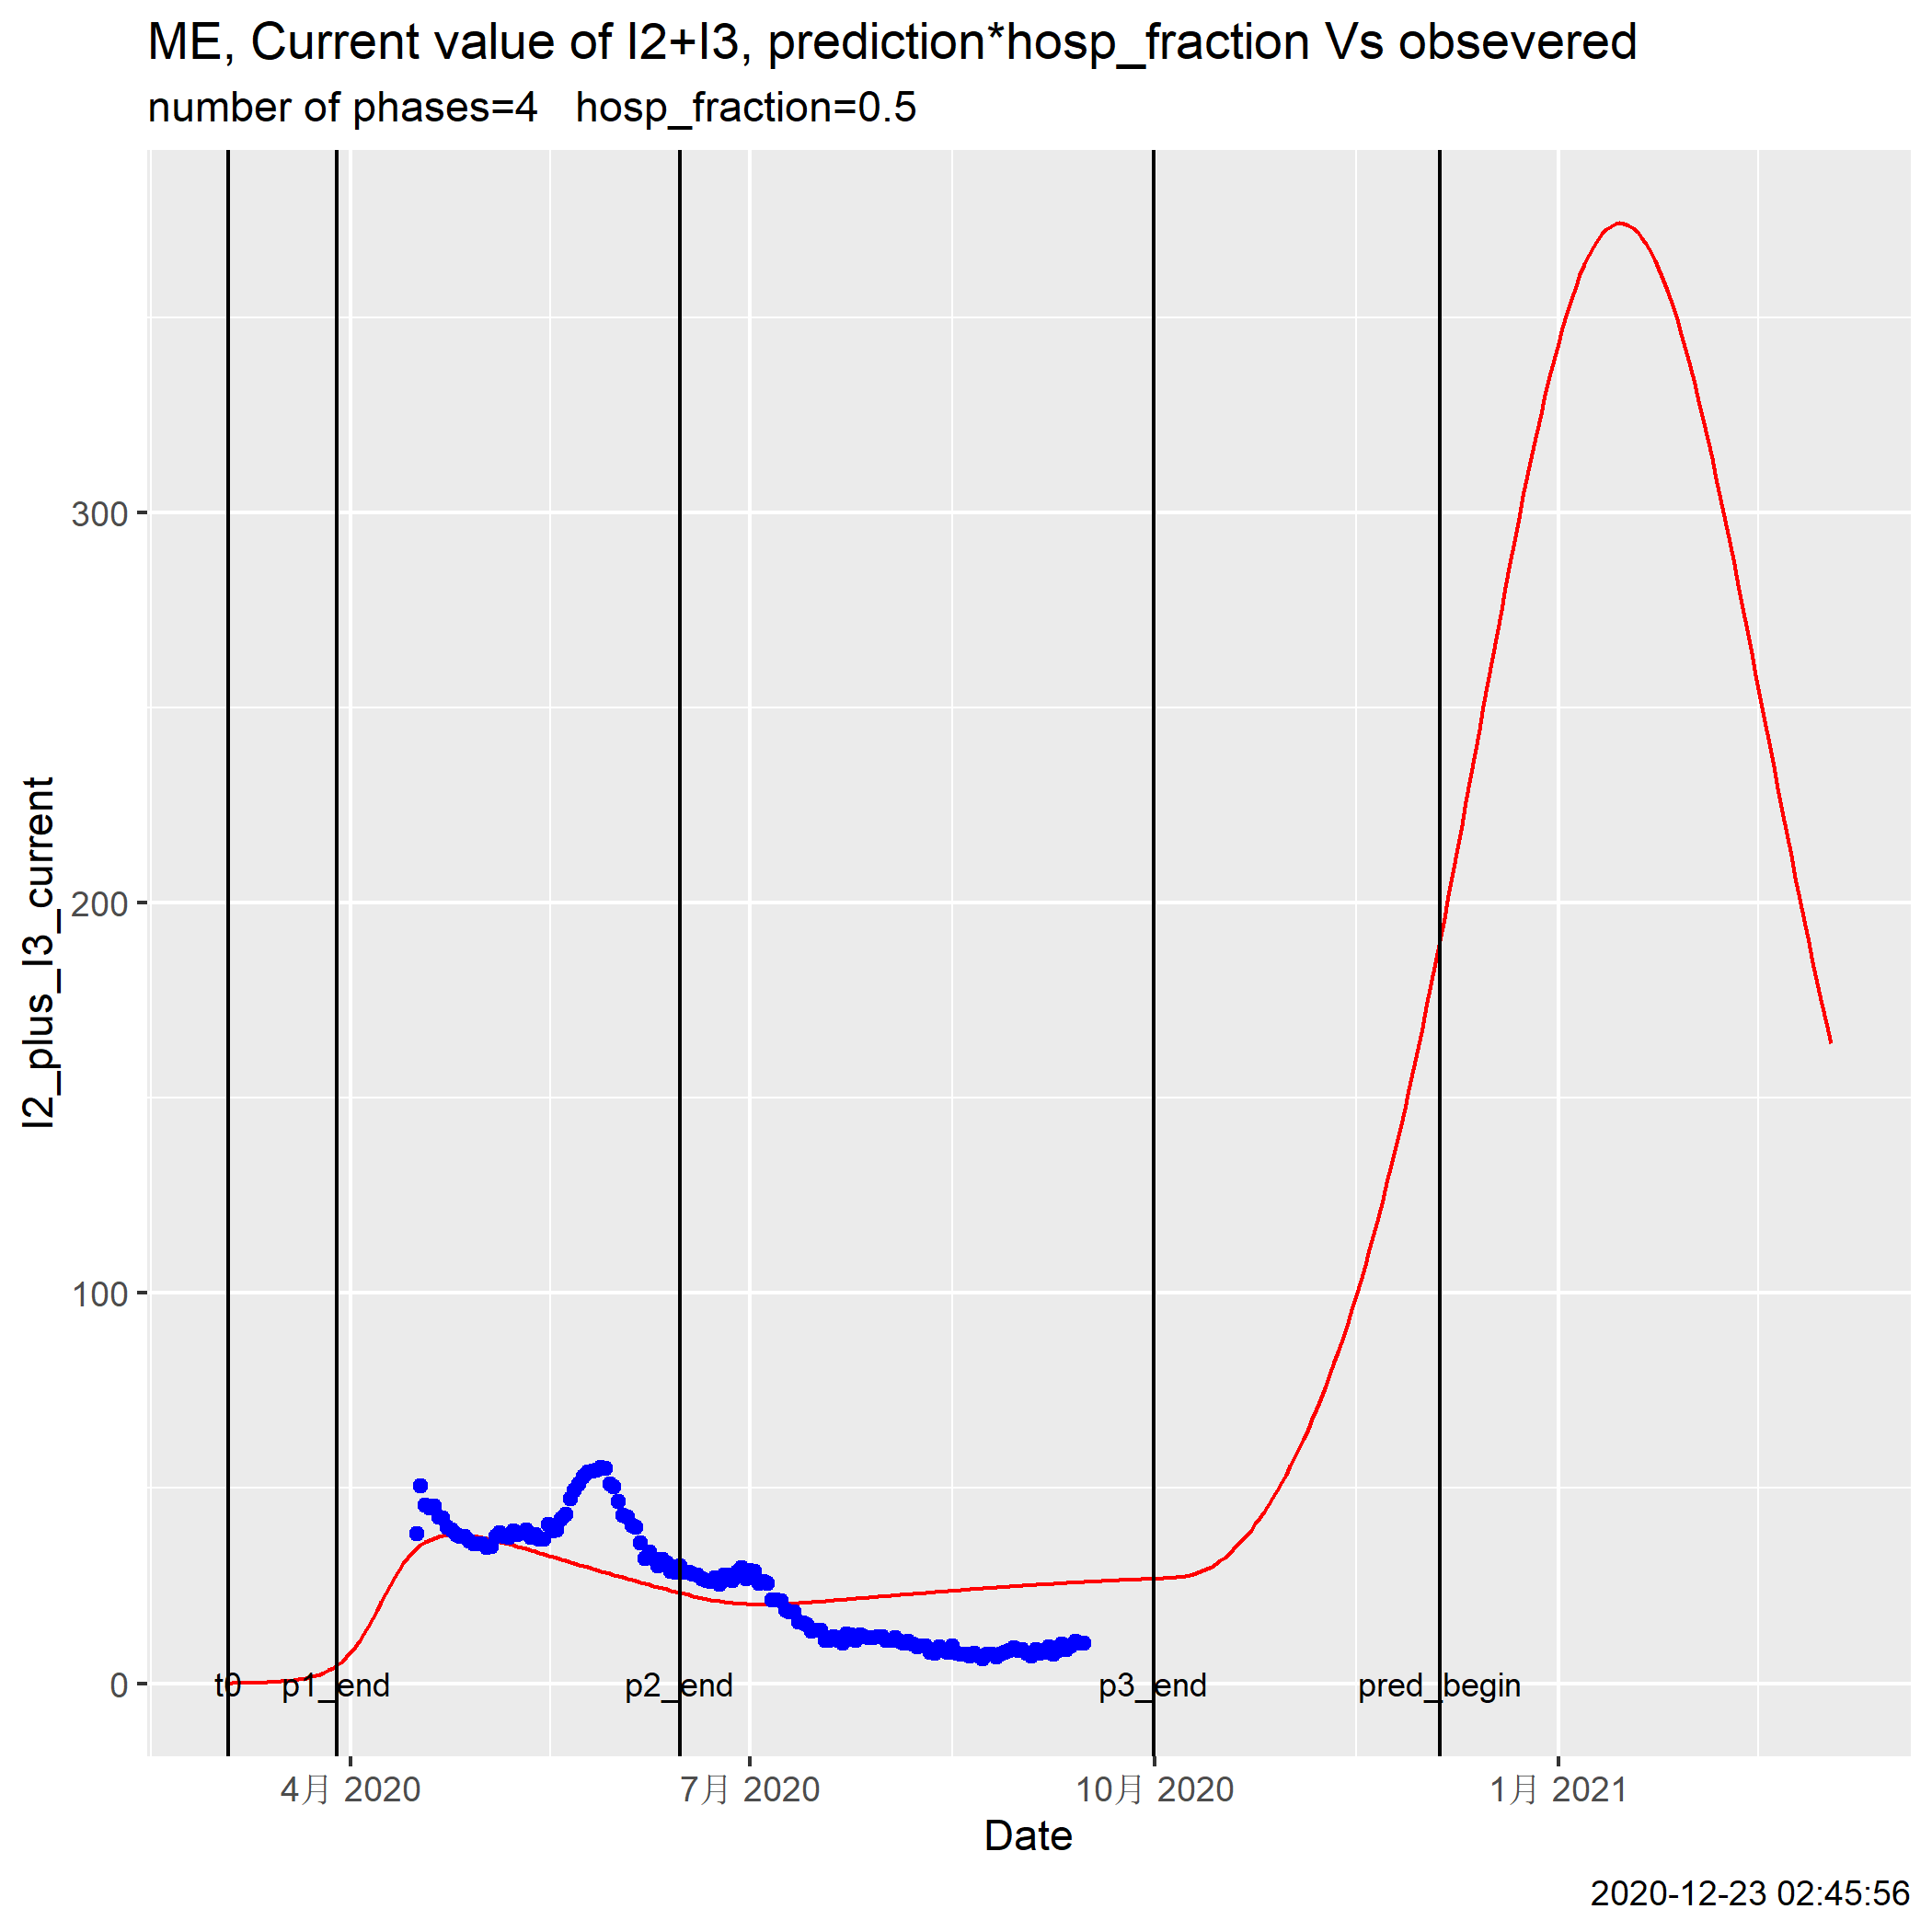 ME, Current value of I2+I3, prediction*hosp_fraction Vs obsevered
number of phases=4   hosp_fraction=0.5
I2_plus_I3_current
300
200
100
0
t0
p1_end
p2_end
p3_end
pred_begin
4月 2020
7月 2020
10月 2020
1月 2021
Date
2020-12-23 02:45:56